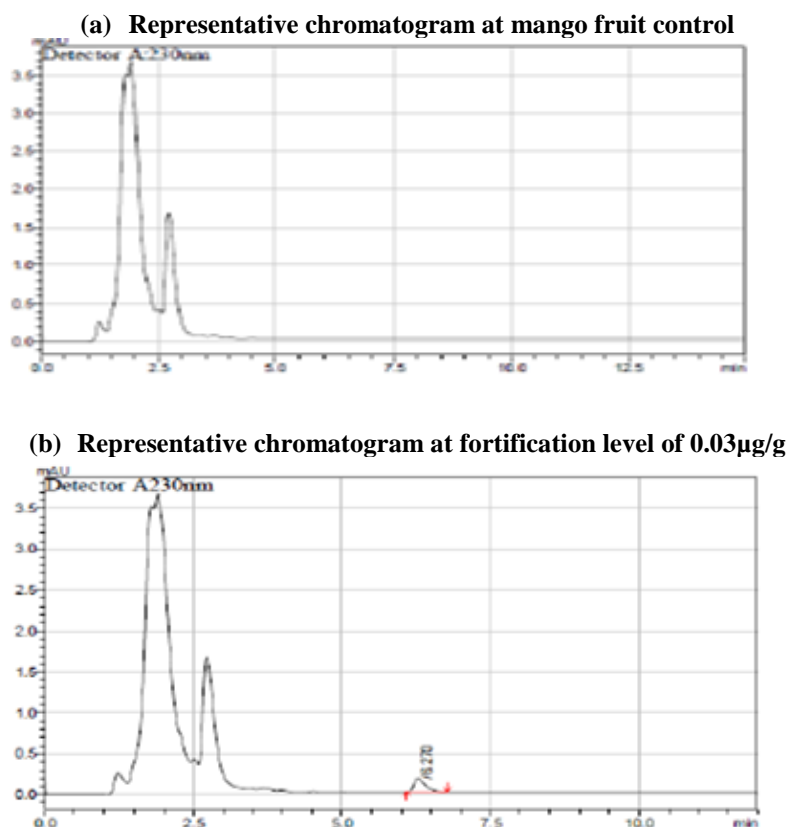 (a) Representative chromatogram at mango fruit control
mAU
Detector A:230nm
3.5
3.0
2.5
2.0
1.5
1.0
0.5
0.0
0.0 2.5 5.0 7.5 10.0 12.5 min
(b) Representative chromatogram at fortification level of 0.03µg/g
mAU
Detector A230nm
3.5
3.0
2.5
2.0
1.5
1.0
0.5
0.0
6.270
0.0 2.5 5.0 7.5 10.0 min